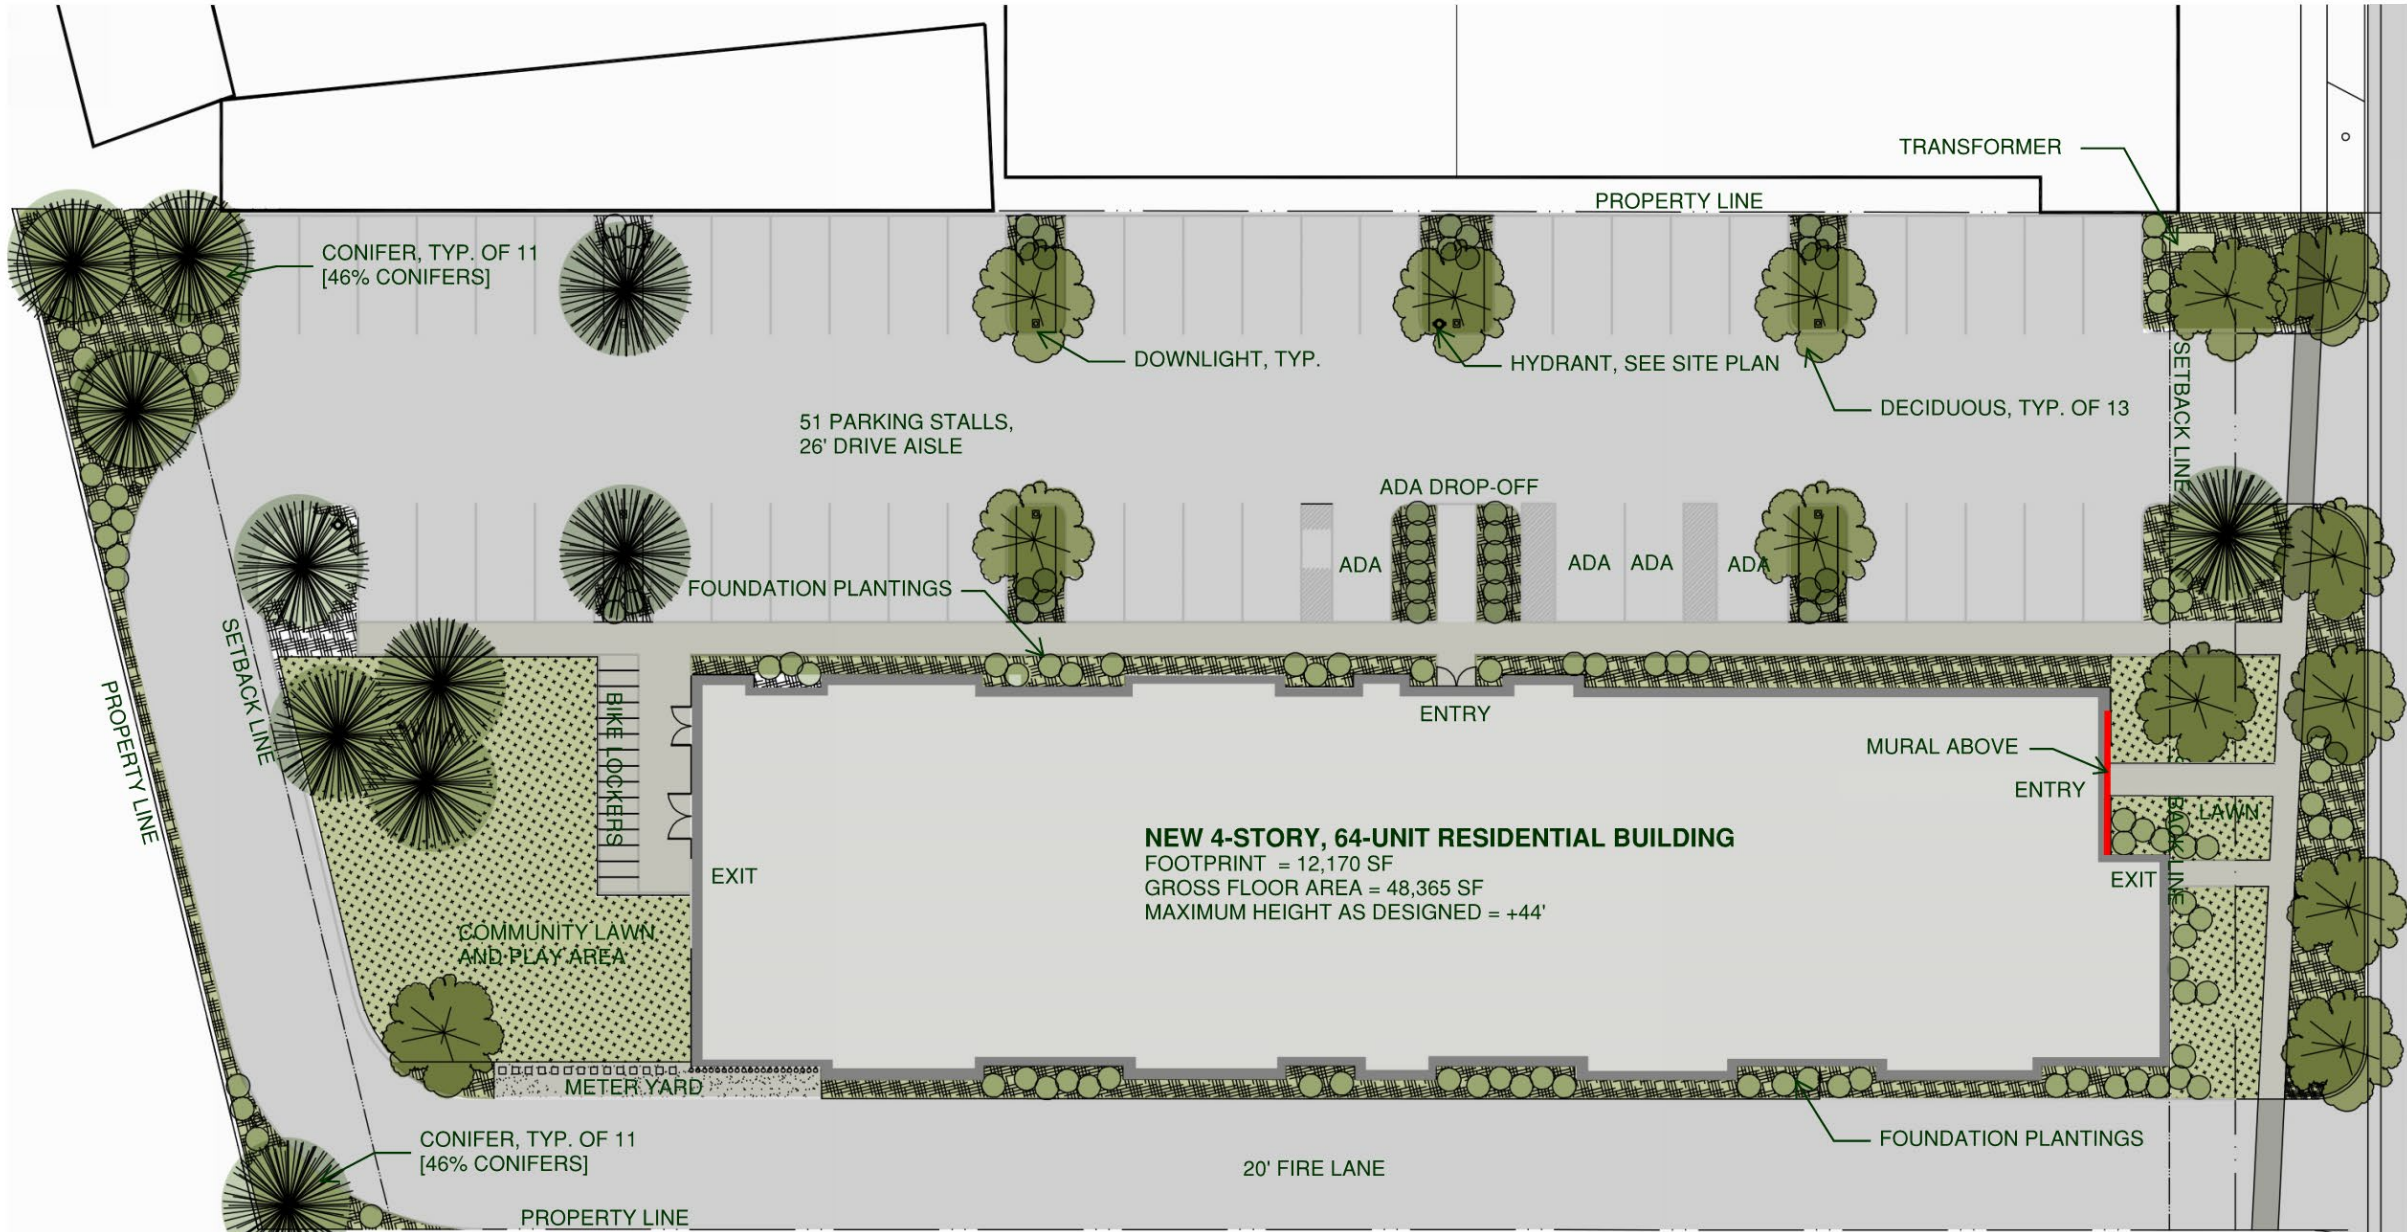 TRANSFORMER
PROPERTY LINE
CONIFER, TYP. OF 11
[46% CONIFERS]
DOWNLIGHT, TYP.
HYDRANT, SEE SITE PLAN
DECIDUOUS, TYP. OF 13
SETBACK LINE
51 PARKING STALLS,
26' DRIVE AISLE
ADA DROP-OFF
ADA
ADA
ADA
ADA
FOUNDATION PLANTINGS
SETBACK LINE
PROPERTY LINE
BIKE LOCKERS
ENTRY
MURAL ABOVE
ENTRY
LAWN
BACK LINE
NEW 4-STORY, 64-UNIT RESIDENTIAL BUILDING
FOOTPRINT = 12,170 SF
GROSS FLOOR AREA = 48,365 SF
MAXIMUM HEIGHT AS DESIGNED = +44'
EXIT
EXIT
COMMUNITY LAWN
AND PLAY AREA
METER YARD
CONIFER, TYP. OF 11
[46% CONIFERS]
FOUNDATION PLANTINGS
20' FIRE LANE
PROPERTY LINE